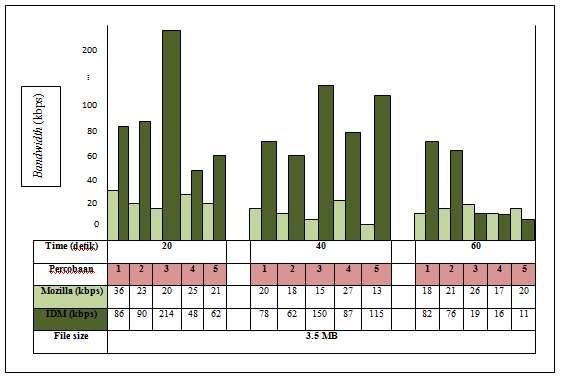 200
..
100
80
60
40
20
0
Bandwidth (kbps)
Time (detik) 20 40 60
Percobaan 1 2 3 4 5 1 2 3 4 5 1 2 3 4 5
Mozilla (kbps) 36 23 20 25 21 20 18 15 27 13 18 21 26 17 20
IDM (kbps) 86 90 214 48 62 78 62 150 87 115 82 76 19 16 11
File size 3.5 MB